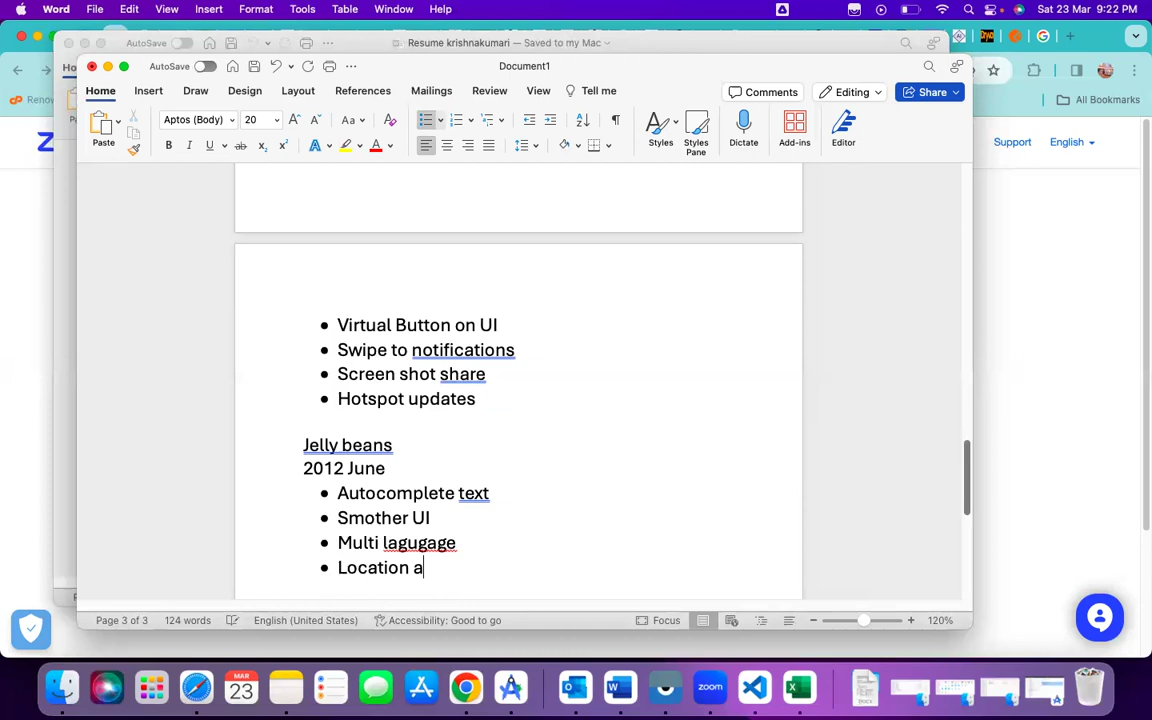 Word File Edit View Insert Format Tools Table Window Help Sat 23 Mar 9:22 PM
AutoSave Resume krishnakumari — Saved to my Mac
AutoSave Document1
Home Insert Draw Design Layout References Mailings Review View Tell me Comments Editing Share
All Bookmarks
Paste Aptos (Body) 20 Aa Styles Styles Pane Dictate Add-ins Editor
Support English
Virtual Button on UI
Swipe to notifications
Screen shot share
Hotspot updates
Jelly beans
2012 June
Autocomplete text
Smother UI
Multi lagugage
Location a
Page 3 of 3 124 words English (United States) Accessibility: Good to go Focus 120%
MAR
23
zoom